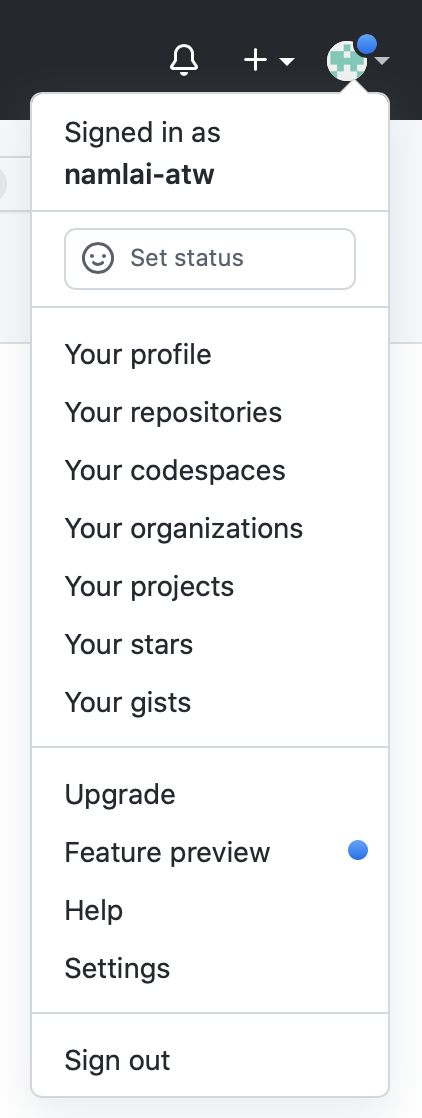 Signed in as
namlai-atw
Set status
Your profile
Your repositories
Your codespaces
Your organizations
Your projects
Your stars
Your gists
Upgrade
Feature preview
Help
Settings
Sign out